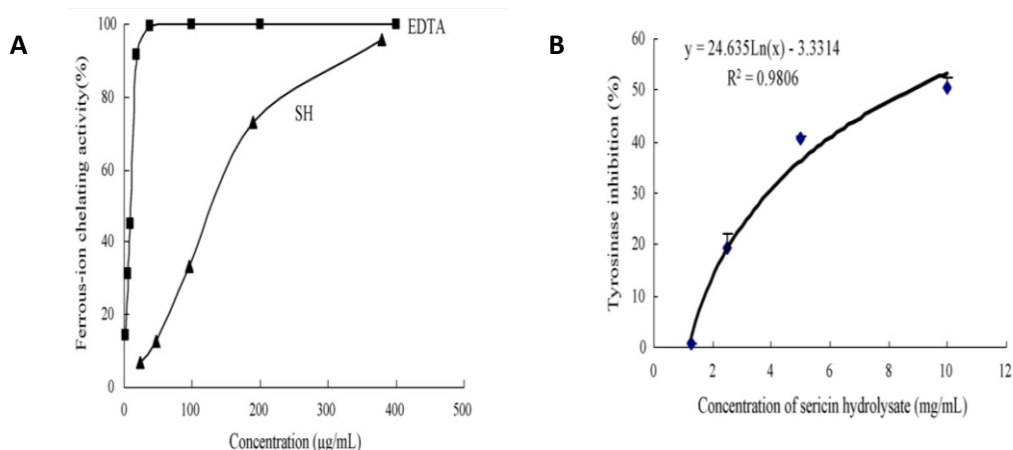 A
Ferrous-ion chelating activity(%)
100
80
60
40
20
0
EDTA
SH
0 100 200 300 400 500
Concentration (µg/mL)
B
Tyrosinase inhibition (%)
60
50
40
30
20
10
0
y = 24.635Ln(x) - 3.3314
R² = 0.9806
0 2 4 6 8 10 12
Concentration of sericin hydrolysate (mg/mL)